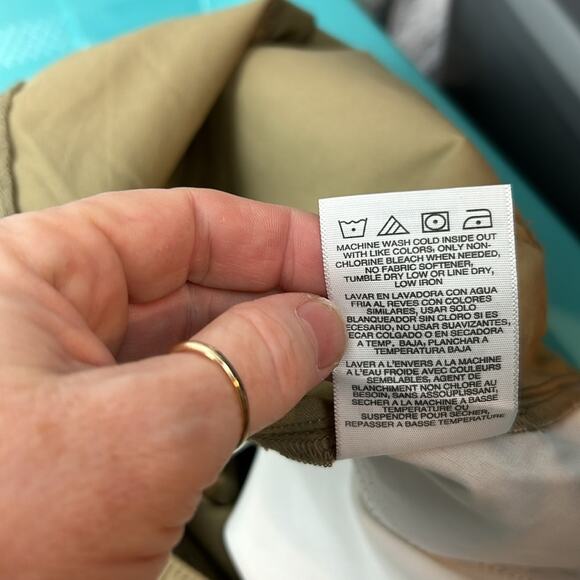 MACHINE WASH COLD INSIDE OUT
WITH LIKE COLORS, ONLY NON-
CHLORINE BLEACH WHEN NEEDED,
NO FABRIC SOFTENER,
TUMBLE DRY LOW OR LINE DRY,
LOW IRON
LAVAR EN LAVADORA CON AGUA
FRIA AL REVES CON COLORES
SIMILARES, USAR SOLO
BLANQUEADOR SIN CLORO SI ES
ECESARIO, NO USAR SUAVIZANTES,
ECAR COLGADO O EN SECADORA
A TEMP. BAJA; PLANCHAR A
TEMPERATURA BAJA
LAVER A L'ENVERS A LA MACHINE
A L'EAU FROIDE AVEC COULEURS
SEMBLABLES, AGENT DE
BLANCHIMENT NON CHLORE AU
BESOIN, SANS ASSOUPLISSANT,
SECHER A LA MACHINE A BASSE
TEMPERATURE OU
SUSPENDRE POUR SECHER,
REPASSER A BASSE TEMPERATURE